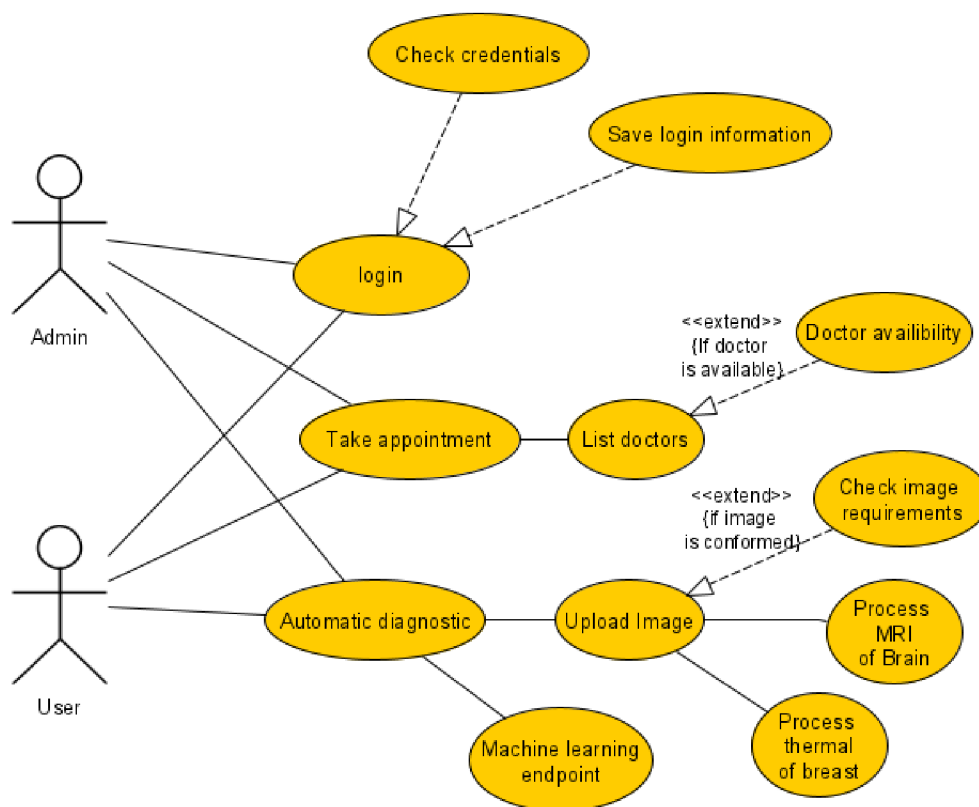 Check credentials
Save login information
login
Admin
<<extend>>
{If doctor
is available}
Doctor availibility
Take appointment
List doctors
<<extend>>
{if image
is conformed}
Check image
requirements
User
Automatic diagnostic
Upload Image
Process
MRI
of Brain
Machine learning
endpoint
Process
thermal
of breast